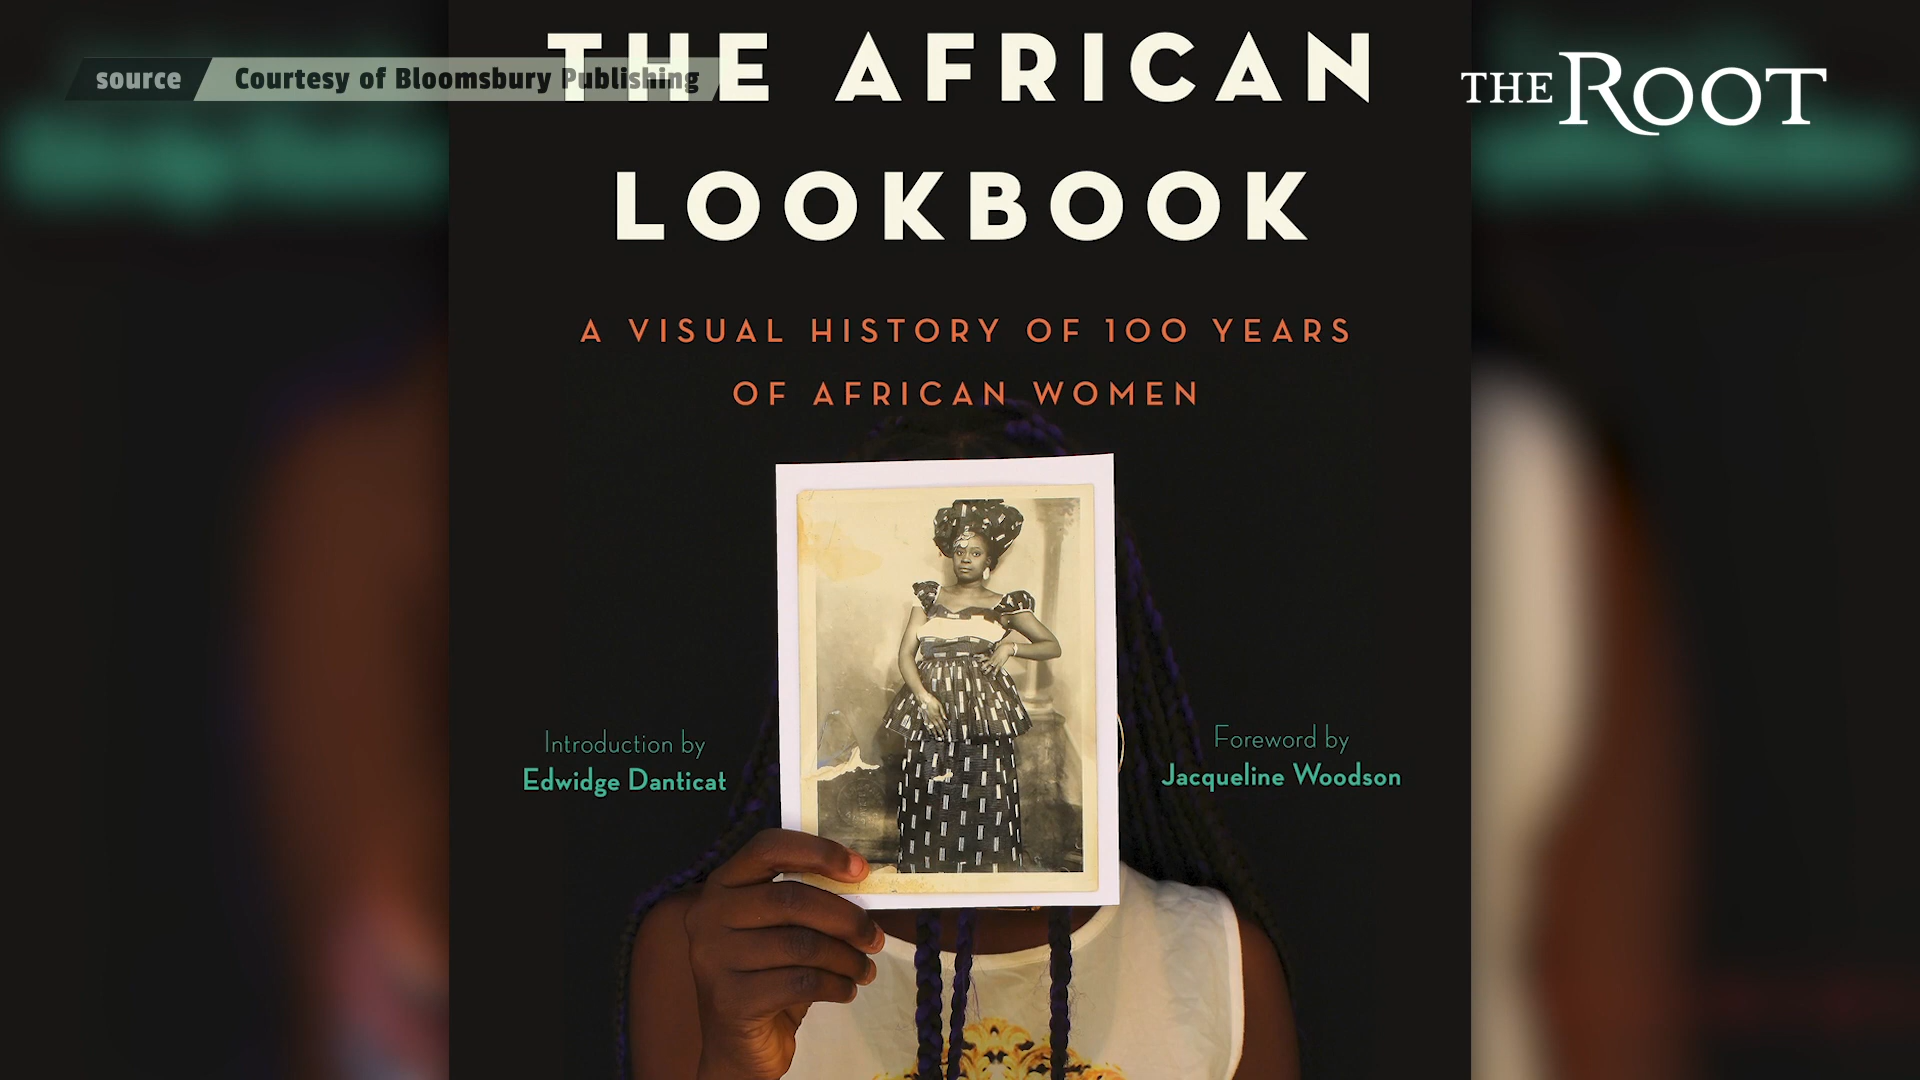 source Courtesy of Bloomsbury Publishing
THE AFRICAN
THE ROOT
LOOKBOOK
A VISUAL HISTORY OF 100 YEARS
OF AFRICAN WOMEN
Introduction by
Edwidge Danticat
Foreword by
Jacqueline Woodson